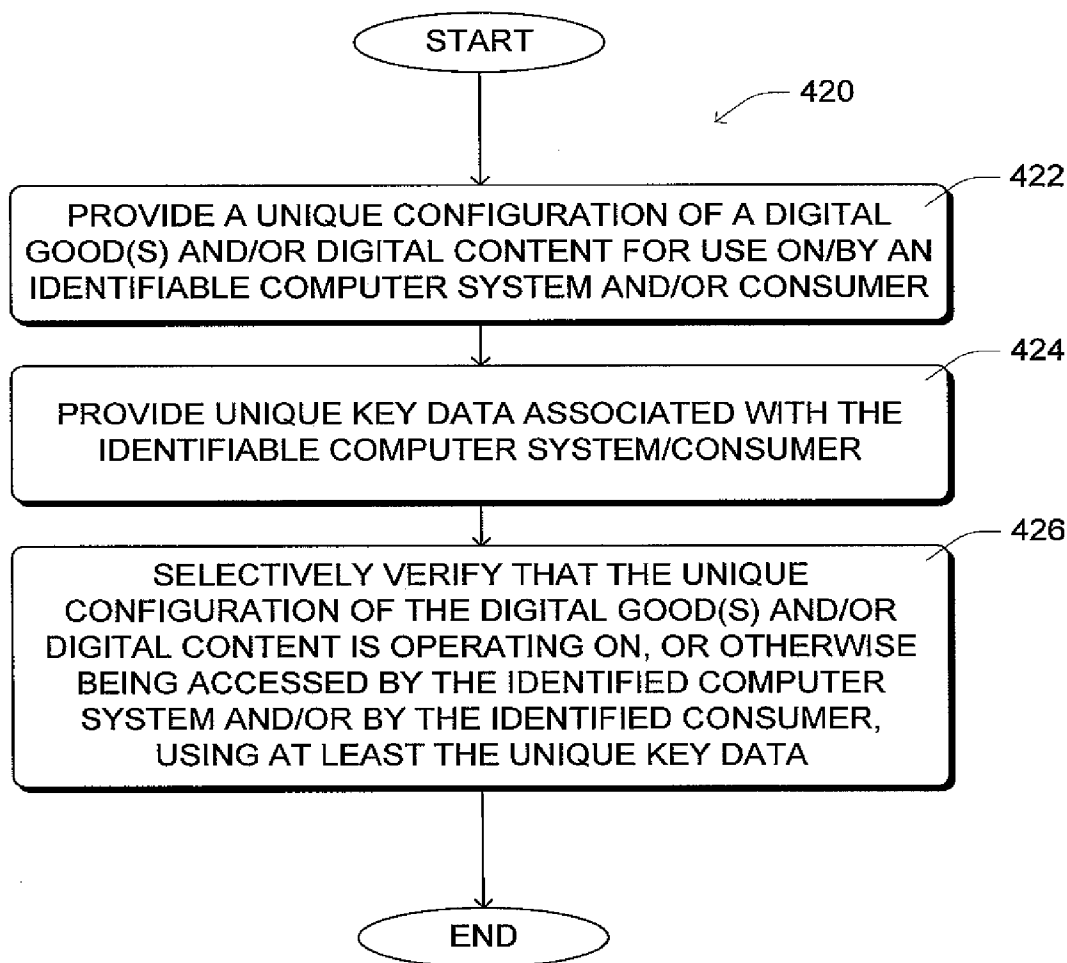 START
420
422
PROVIDE A UNIQUE CONFIGURATION OF A DIGITAL
GOOD(S) AND/OR DIGITAL CONTENT FOR USE ON/BY AN
IDENTIFIABLE COMPUTER SYSTEM AND/OR CONSUMER
424
PROVIDE UNIQUE KEY DATA ASSOCIATED WITH THE
IDENTIFIABLE COMPUTER SYSTEM/CONSUMER
426
SELECTIVELY VERIFY THAT THE UNIQUE
CONFIGURATION OF THE DIGITAL GOOD(S) AND/OR
DIGITAL CONTENT IS OPERATING ON, OR OTHERWISE
BEING ACCESSED BY THE IDENTIFIED COMPUTER
SYSTEM AND/OR BY THE IDENTIFIED CONSUMER,
USING AT LEAST THE UNIQUE KEY DATA
END